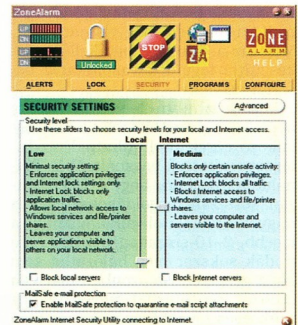 ZoneAlarm
UP
DN
UP
DN
Unlocked
STOP
ZA
ZONE
ALARM
HELP
ALERTS LOCK SECURITY PROGRAMS CONFIGURE
SECURITY SETTINGS
Advanced
Security level
Use these sliders to choose security levels for your local and Internet access.
Local Internet
Low
Minimal security setting:
- Enforces application privileges
and Internet lock settings only.
- Internet Lock blocks only
application traffic.
- Allows local network access to
Windows services and file/printer
shares.
- Leaves your computer and
server applications visible to
others on your local network.
Medium
Blocks only certain unsafe activity:
- Enforces application privileges.
- Internet Lock blocks all traffic.
- Blocks Internet access to
Windows services and file/printer
shares.
- Leaves your computer and
servers visible to the Internet.
Block local servers
Block Internet servers
MailSafe e-mail protection
Enable MailSafe protection to quarantine e-mail script attachments
ZoneAlarm Internet Security Utility connecting to Internet.